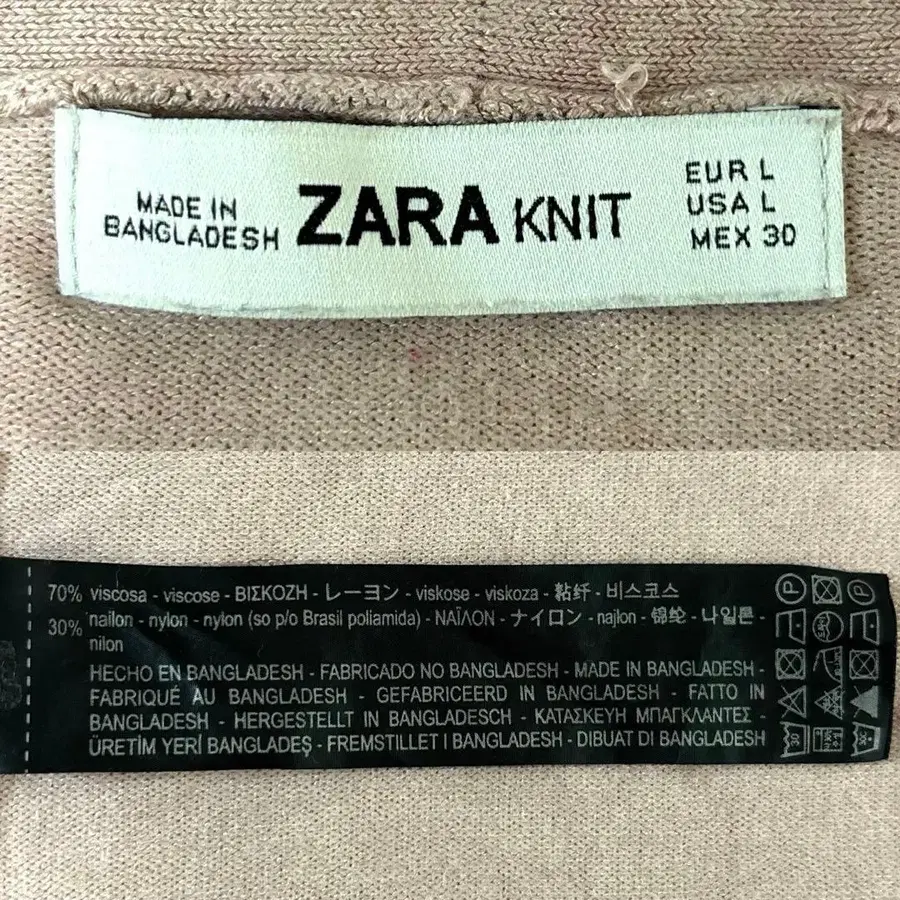 MADE IN
BANGLADESH
ZARA KNIT
EUR L
USA L
MEX 30
70% viscosa - viscose - ΒΙΣΚΟΖΗ - レーヨン - viskose - viskoza - 粘纤 - 비스코스
30% nailon - nylon - nylon (so p/o Brasil poliamida) - ΝΑΪΛΟΝ - ナイロン - najlon - 锦纶 - 나일론 -
nilon
HECHO EN BANGLADESH - FABRICADO NO BANGLADESH - MADE IN BANGLADESH -
FABRIQUÉ AU BANGLADESH - GEFABRICEERD IN BANGLADESH - FATTO IN
BANGLADESH - HERGESTELLT IN BANGLADESCH - ΚΑΤΑΣΚΕΥΗ ΜΠΑΓΚΛΑΝΤΕΣ -
ÜRETİM YERİ BANGLADEŞ - FREMSTILLET I BANGLADESH - DIBUAT DI BANGLADESH
P
P
30